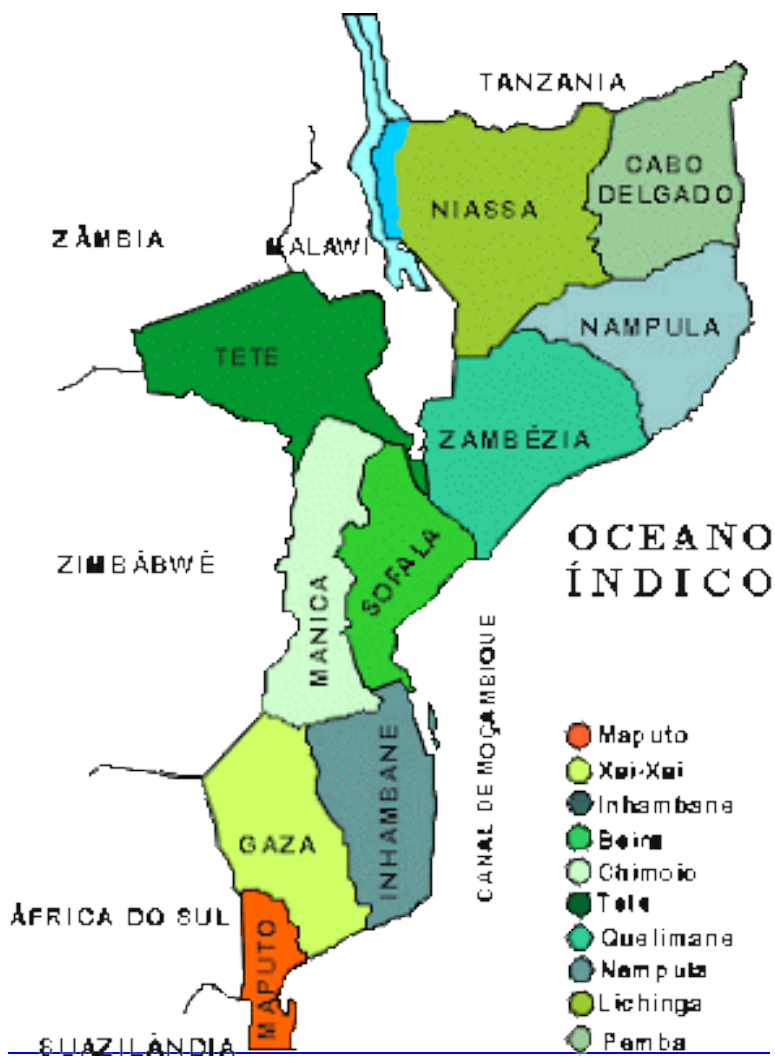 TANZANIA
CABO
DELGADO
NIASSA
ZÂMBIA
MALAWI
NAMPULA
TETE
ZAMBÉZIA
OCEANO
ÍNDICO
ZIMBÁBWÉ
SOFALA
MANICA
CANAL DE MOÇAMBIQUE
INHAMBANE
GAZA
ÁFRICA DO SUL
MAPUTO
SUAZILÂNDIA
Maputo
Xai-Xai
Inhambane
Beira
Chimoio
Tete
Quelimane
Nampula
Lichinga
Pemba